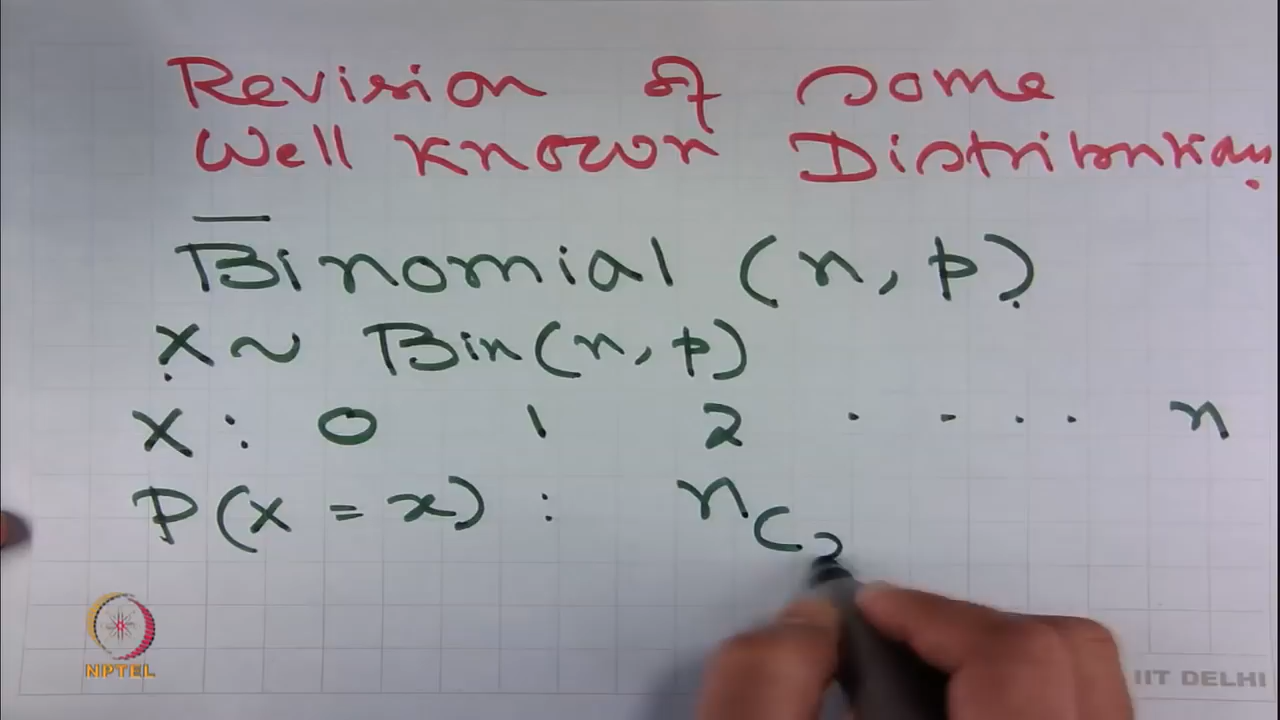 Revision of some
Well known Distributions
Binomial (n, p)
X ~ Bin(n, p)
X : 0 1 2 . . . . n
P(X = x) : nC
NPTEL
IIT DELHI